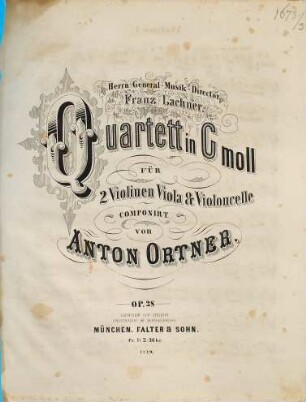 Herrn General-Musik-Director
Franz Lachner.
Quartett in C moll
FÜR
2 Violinen Viola & Violoncelle
COMPONIRT
VON
ANTON ORTNER.
OP. 28
MÜNCHEN, FALTER & SOHN.